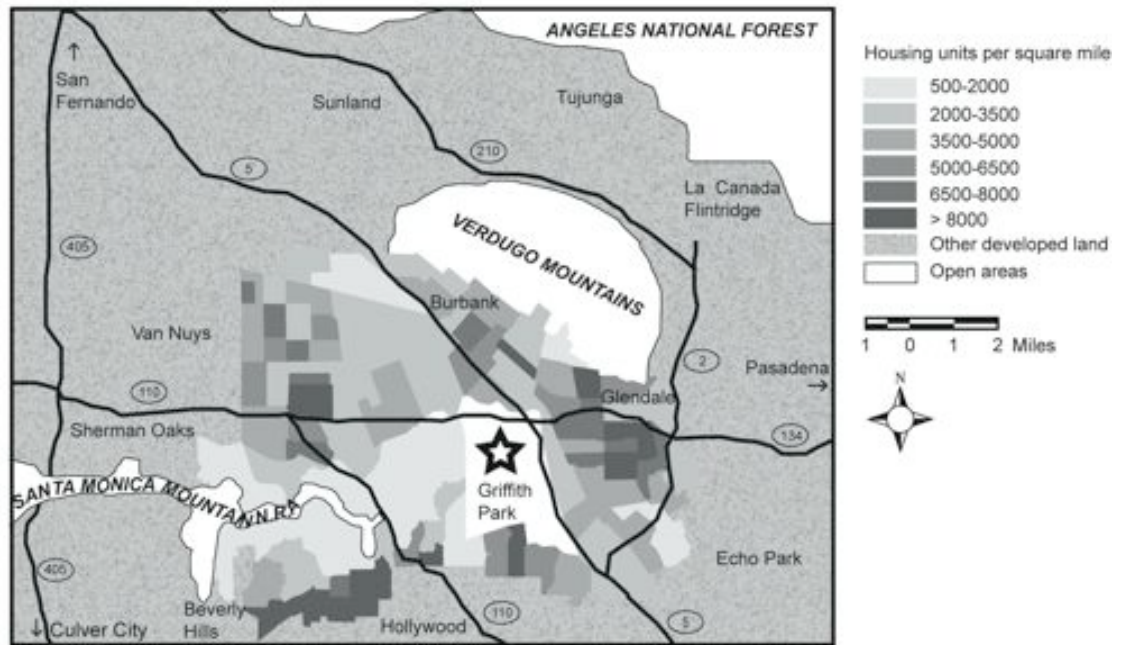 ANGELES NATIONAL FOREST
San
Fernando
Sunland
Tujunga
5
210
La Canada
Flintridge
405
VERDUGO MOUNTAINS
Burbank
Van Nuys
2
Pasadena
110
Glendale
Sherman Oaks
134
SANTA MONICA MOUNTAIN N.R.A
Griffith
Park
Echo Park
405
Beverly
Hills
Culver City
Hollywood
110
5
Housing units per square mile
500-2000
2000-3500
3500-5000
5000-6500
6500-8000
> 8000
Other developed land
Open areas
1 0 1 2 Miles
N